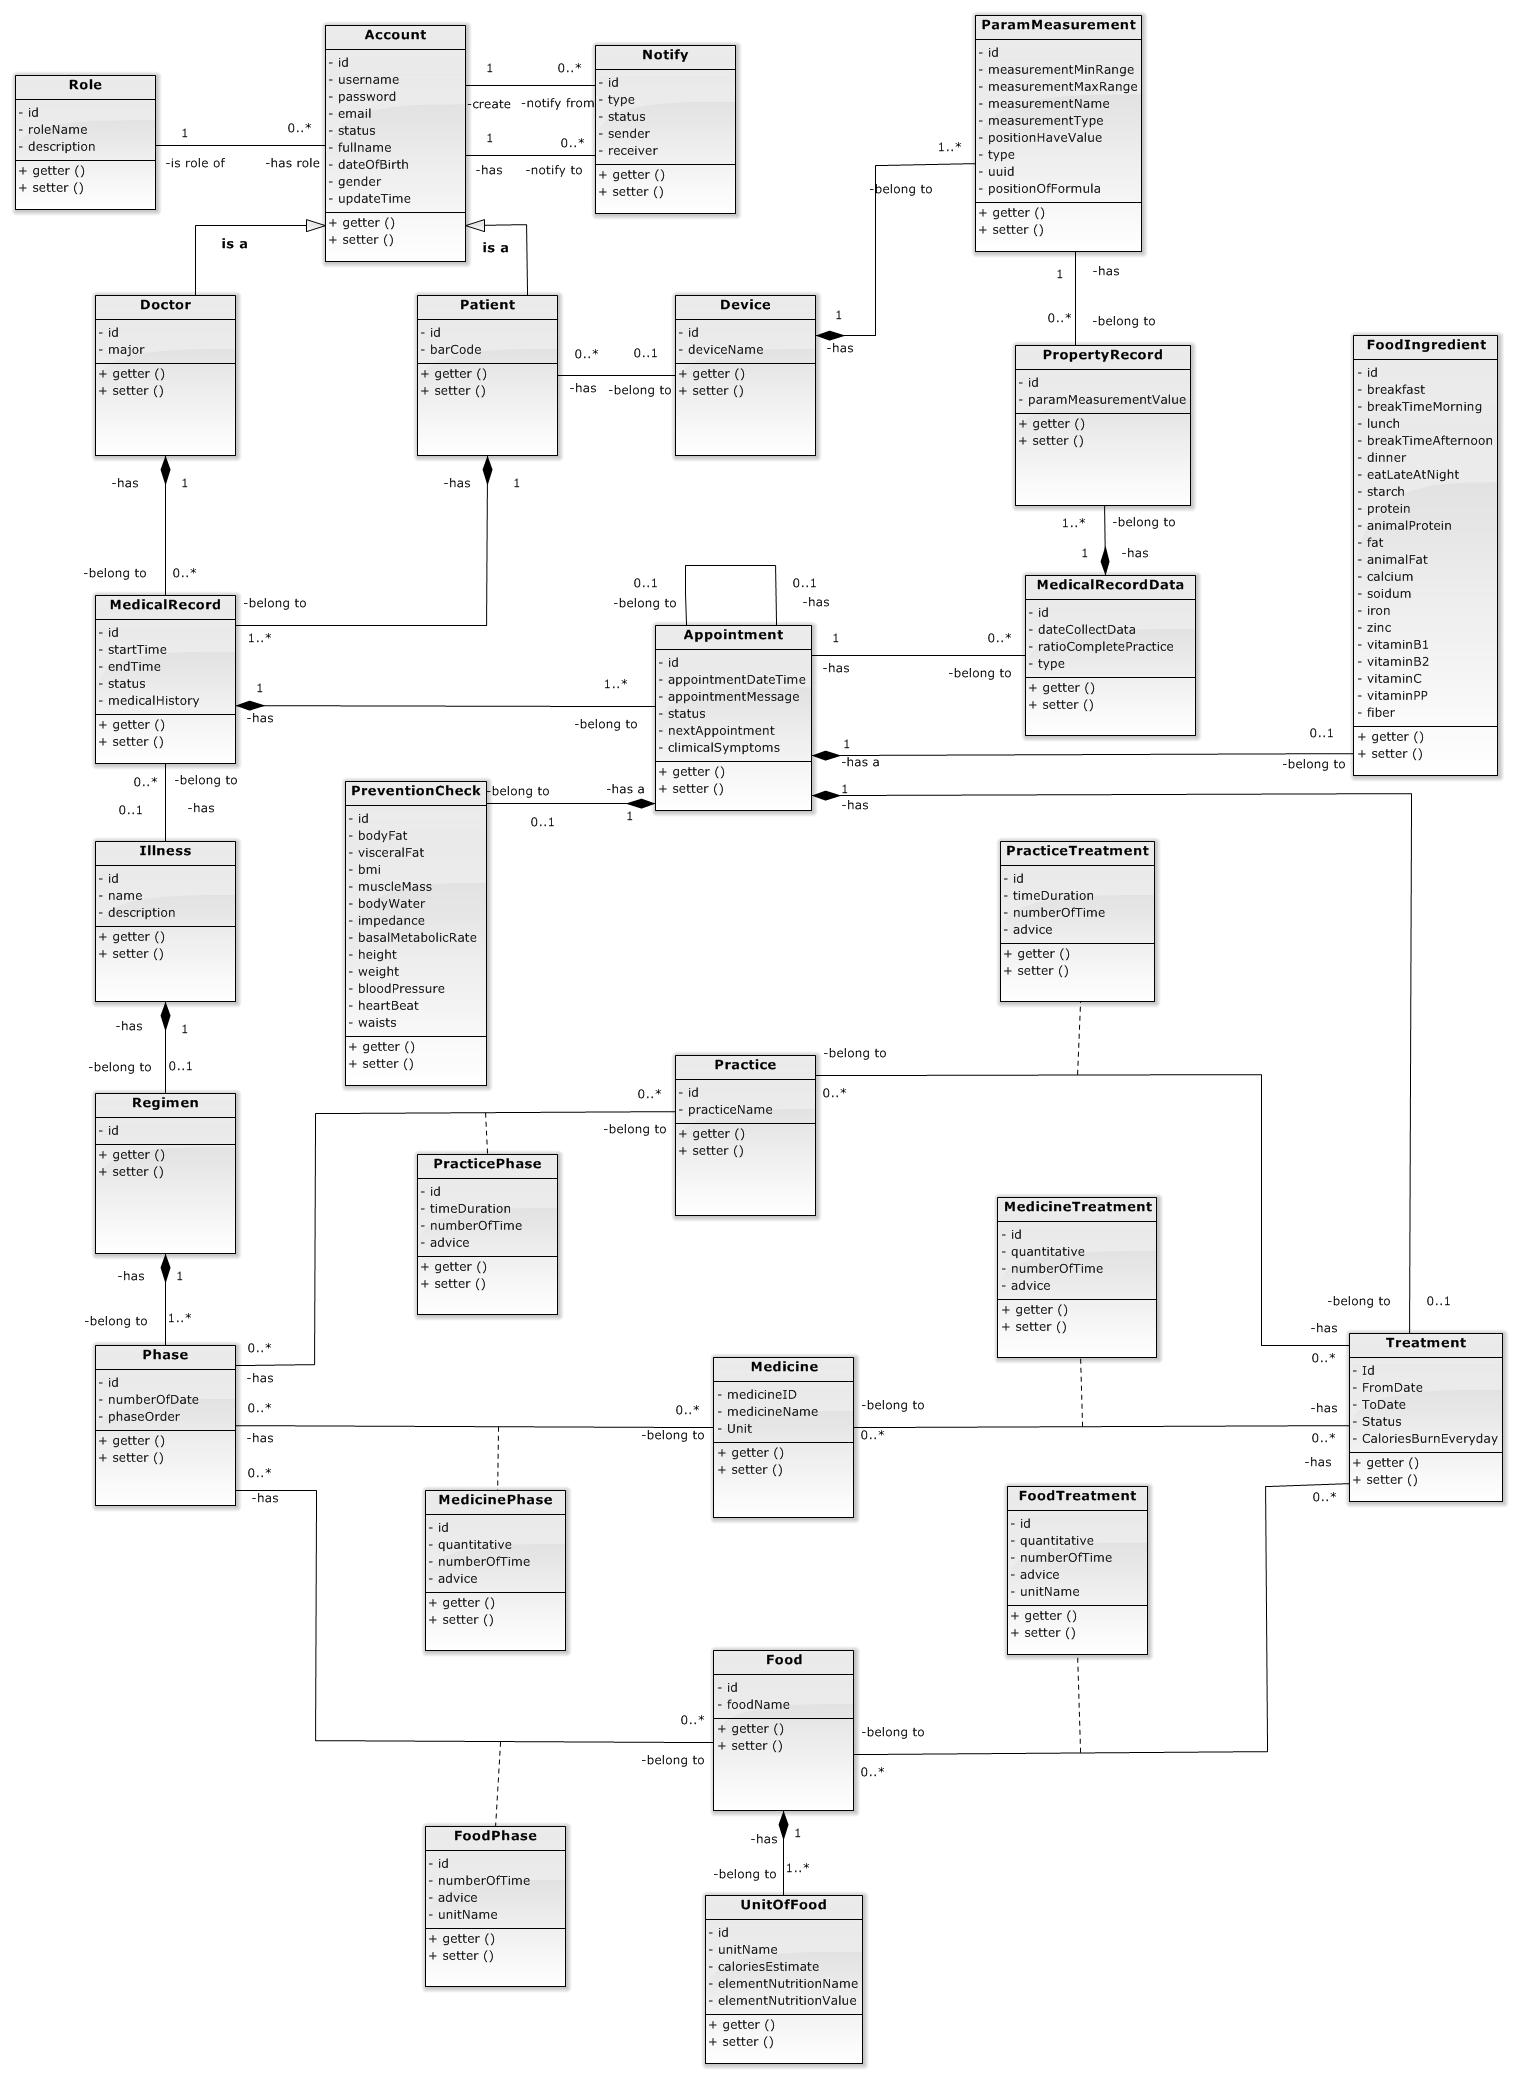 Account
- id
- username
- password
- email
- status
- fullname
- dateOfBirth
- gender
- updateTime
+ getter ()
+ setter ()
Notify
- id
- type
- status
- sender
- receiver
+ getter ()
+ setter ()
ParamMeasurement
- id
- measurementMinRange
- measurementMaxRange
- measurementName
- measurementType
- positionHaveValue
- type
- uuid
- positionOfFormula
+ getter ()
+ setter ()
Role
- id
- roleName
- description
+ getter ()
+ setter ()
1
0..*
-is role of
-has role
1
0..*
-create
-notify from
1
0..*
-has
-notify to
1..*
-belong to
is a
is a
Doctor
- id
- major
+ getter ()
+ setter ()
Patient
- id
- barCode
+ getter ()
+ setter ()
0..*
0..1
-has
-belong to
Device
- id
- deviceName
+ getter ()
+ setter ()
1
-has
1
-has
0..*
-belong to
PropertyRecord
- id
- paramMeasurementValue
+ getter ()
+ setter ()
FoodIngredient
- id
- breakfast
- breakTimeMorning
- lunch
- breakTimeAfternoon
- dinner
- eatLateAtNight
- starch
- protein
- animalProtein
- fat
- animalFat
- calcium
- soidum
- iron
- zinc
- vitaminB1
- vitaminB2
- vitaminC
- vitaminPP
- fiber
+ getter ()
+ setter ()
-has
1
-has
1
-belong to
0..*
-belong to
1..*
1..*
-belong to
1
-has
MedicalRecord
- id
- startTime
- endTime
- status
- medicalHistory
+ getter ()
+ setter ()
0..1
-belong to
0..1
-has
Appointment
- id
- appointmentDateTime
- appointmentMessage
- status
- nextAppointment
- climicalSymptoms
+ getter ()
+ setter ()
MedicalRecordData
- id
- dateCollectData
- ratioCompletePractice
- type
+ getter ()
+ setter ()
1
0..*
-has
-belong to
1
-has
1..*
-belong to
1
-has a
0..1
-belong to
1
-has
0..*
-belong to
0..1
-has
PreventionCheck
- id
- bodyFat
- visceralFat
- bmi
- muscleMass
- bodyWater
- impedance
- basalMetabolicRate
- height
- weight
- bloodPressure
- heartBeat
- waists
+ getter ()
+ setter ()
-belong to
-has a
0..1
1
Illness
- id
- name
- description
+ getter ()
+ setter ()
PracticeTreatment
- id
- timeDuration
- numberOfTime
- advice
+ getter ()
+ setter ()
-has
1
-belong to
0..1
Regimen
- id
+ getter ()
+ setter ()
Practice
- id
- practiceName
+ getter ()
+ setter ()
-belong to
0..*
0..*
-belong to
PracticePhase
- id
- timeDuration
- numberOfTime
- advice
+ getter ()
+ setter ()
MedicineTreatment
- id
- quantitative
- numberOfTime
- advice
+ getter ()
+ setter ()
-has
1
-belong to
1..*
-belong to
0..1
Phase
- id
- numberOfDate
- phaseOrder
+ getter ()
+ setter ()
0..*
-has
0..*
-has
0..*
-has
Medicine
- medicineID
- medicineName
- Unit
+ getter ()
+ setter ()
0..*
-belong to
-belong to
0..*
Treatment
- Id
- FromDate
- ToDate
- Status
- CaloriesBurnEveryday
+ getter ()
+ setter ()
-has
0..*
-has
0..*
-has
0..*
MedicinePhase
- id
- quantitative
- numberOfTime
- advice
+ getter ()
+ setter ()
FoodTreatment
- id
- quantitative
- numberOfTime
- advice
- unitName
+ getter ()
+ setter ()
Food
- id
- foodName
+ getter ()
+ setter ()
0..*
-belong to
-belong to
0..*
FoodPhase
- id
- numberOfTime
- advice
- unitName
+ getter ()
+ setter ()
-has
1
-belong to
1..*
UnitOfFood
- id
- unitName
- caloriesEstimate
- elementNutritionName
- elementNutritionValue
+ getter ()
+ setter ()